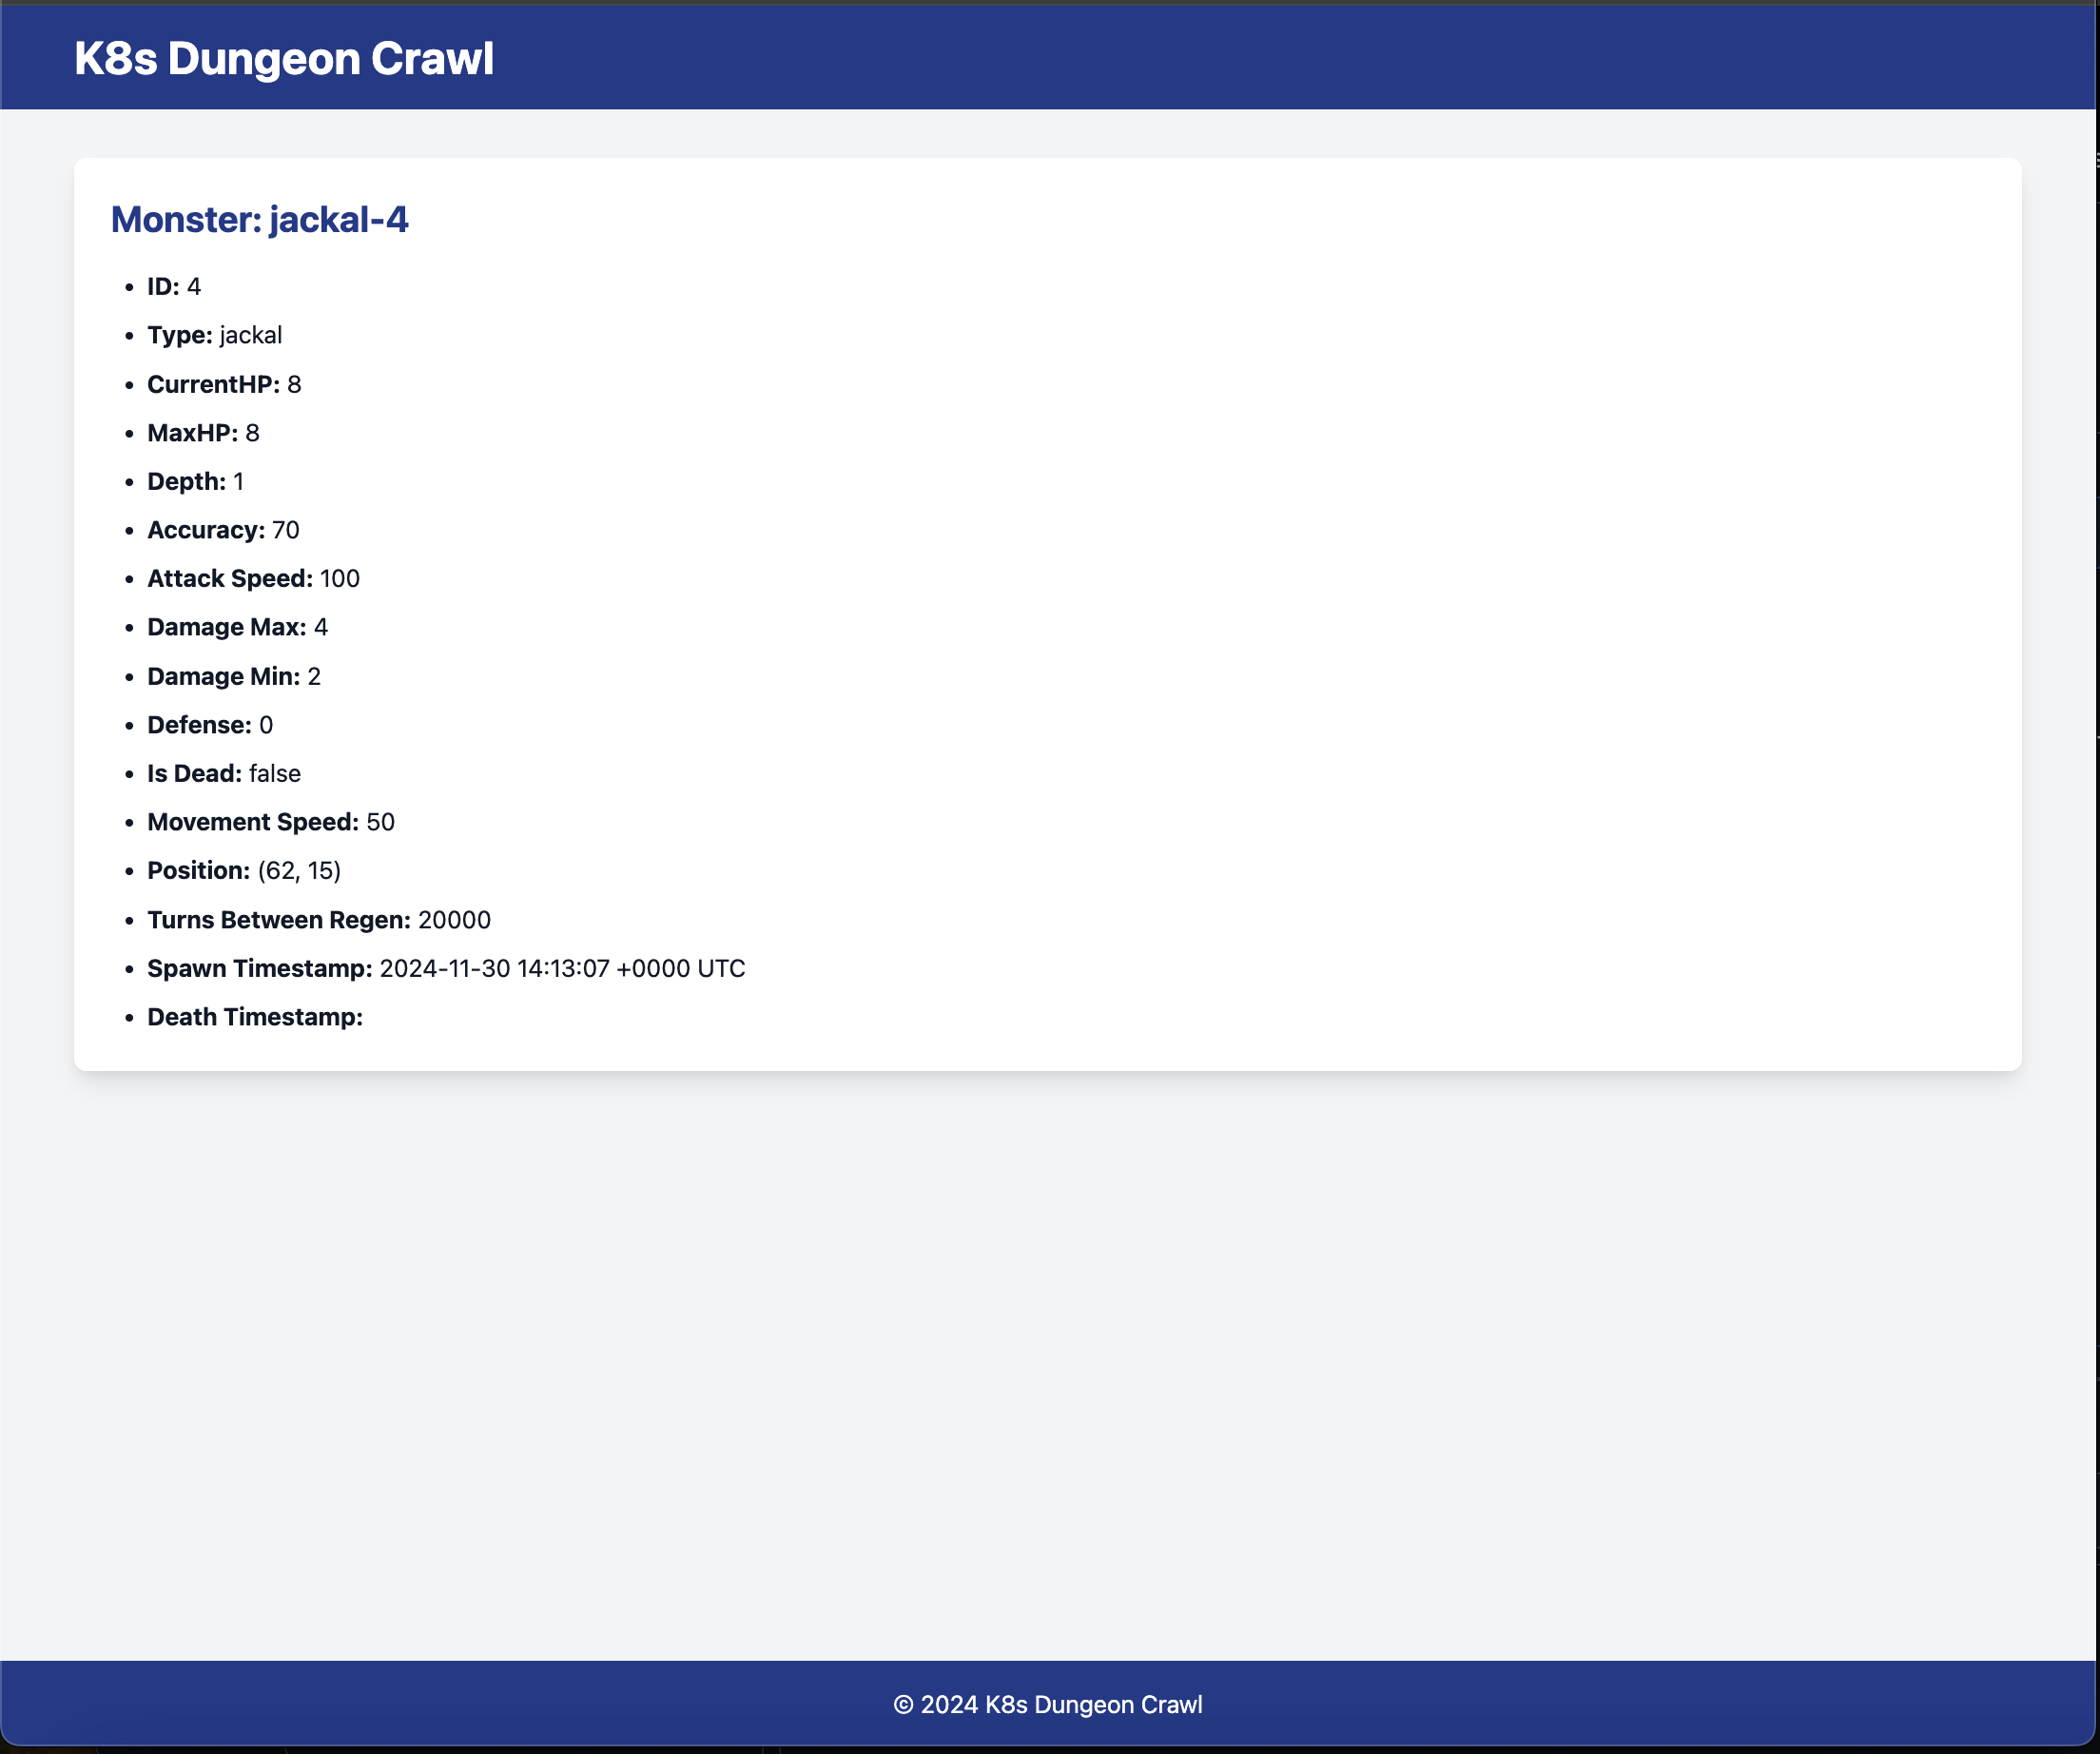 K8s Dungeon Crawl
Monster: jackal-4
• ID: 4
• Type: jackal
• CurrentHP: 8
• MaxHP: 8
• Depth: 1
• Accuracy: 70
• Attack Speed: 100
• Damage Max: 4
• Damage Min: 2
• Defense: 0
• Is Dead: false
• Movement Speed: 50
• Position: (62, 15)
• Turns Between Regen: 20000
• Spawn Timestamp: 2024-11-30 14:13:07 +0000 UTC
• Death Timestamp:
© 2024 K8s Dungeon Crawl